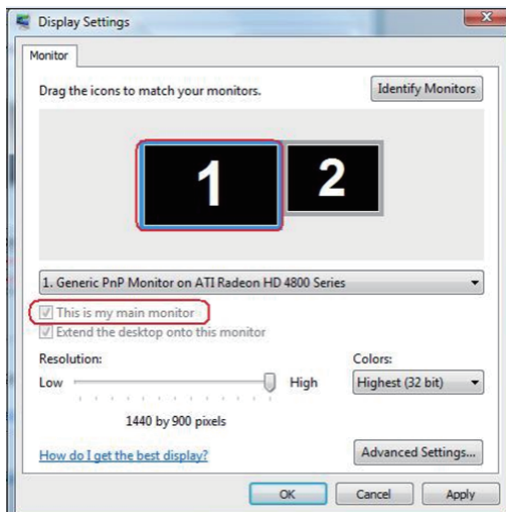 Display Settings
Monitor
Drag the icons to match your monitors.
Identify Monitors
1 2
1. Generic PnP Monitor on ATI Radeon HD 4800 Series
This is my main monitor
Extend the desktop onto this monitor
Resolution: Colors:
Low High Highest (32 bit)
1440 by 900 pixels
How do I get the best display? Advanced Settings...
OK Cancel Apply